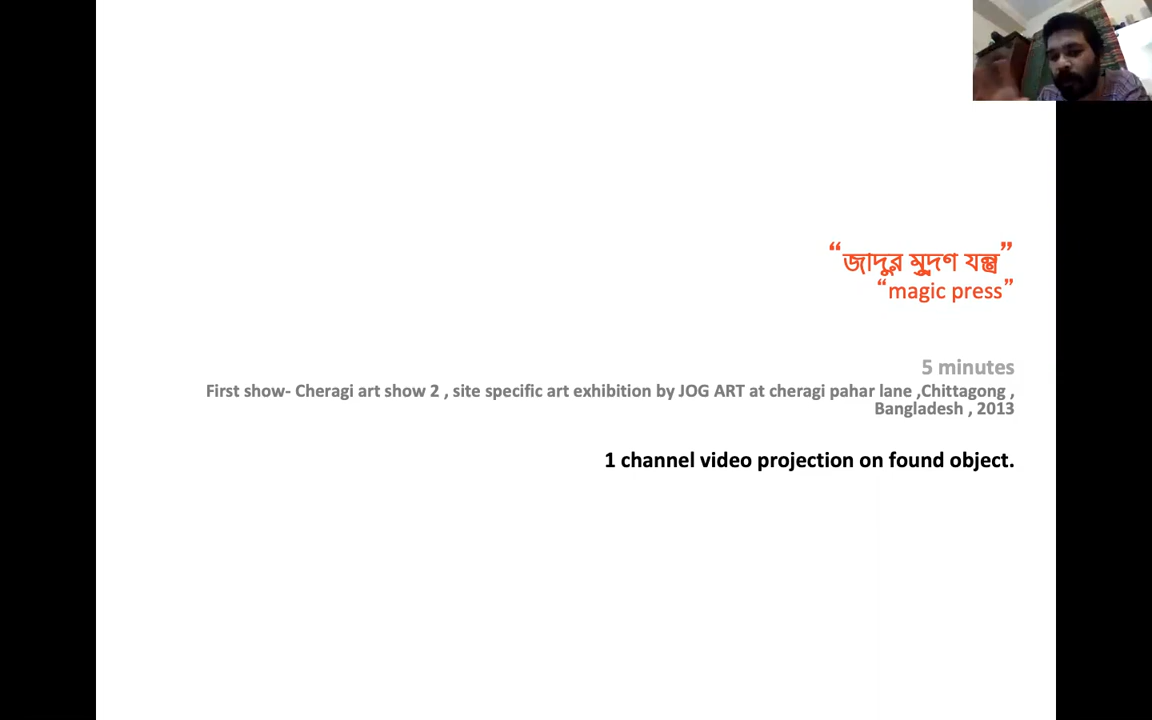 “জাদুর মুদ্রণ যন্ত্র”
“magic press”
5 minutes
First show- Cheragi art show 2 , site specific art exhibition by JOG ART at cheragi pahar lane ,Chittagong ,
Bangladesh , 2013
1 channel video projection on found object.